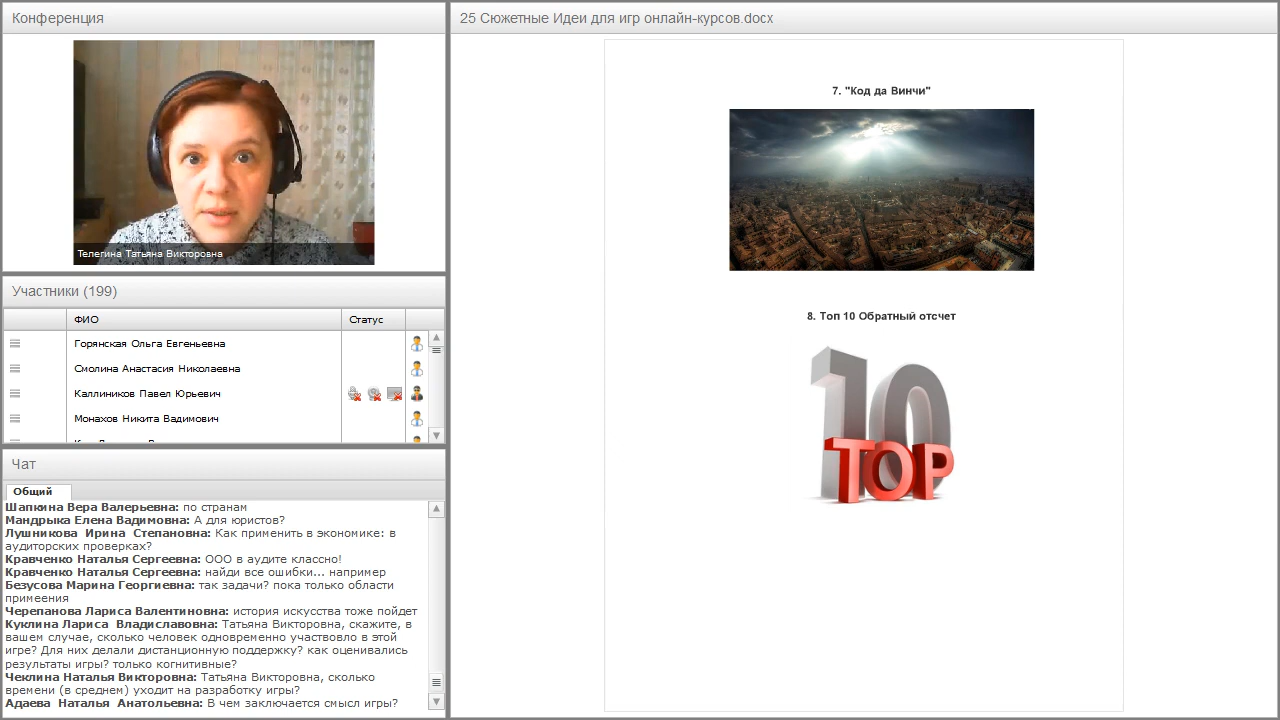 Конференция
Телегина Татьяна Викторовна
Участники (199)
ФИО
Статус
Горянская Ольга Евгеньевна
Смолина Анастасия Николаевна
Каллиников Павел Юрьевич
Монахов Никита Вадимович
Чат
Общий
Шапкина Вера Валерьевна: по странам
Мандрыка Елена Вадимовна: А для юристов?
Лушникова Ирина Степановна: Как применить в экономике: в
аудиторских проверках?
Кравченко Наталья Сергеевна: ООО в аудите классно!
Кравченко Наталья Сергеевна: найди все ошибки... например
Безусова Марина Георгиевна: так задачи? пока только области
примеения
Черепанова Лариса Валентиновна: история искусства тоже пойдет
Куклина Лариса Владиславовна: Татьяна Викторовна, скажите, в
вашем случае, сколько человек одновременно участвовло в этой
игре? Для них делали дистанционную поддержку? как оценивались
результаты игры? только когнитивные?
Чеклина Наталья Викторовна: Татьяна Викторовна, сколько
времени (в среднем) уходит на разработку игры?
Адаева Наталья Анатольевна: В чем заключается смысл игры?
25 Сюжетные Идеи для игр онлайн-курсов.docx
7. "Код да Винчи"
8. Топ 10 Обратный отсчет
10
TOP